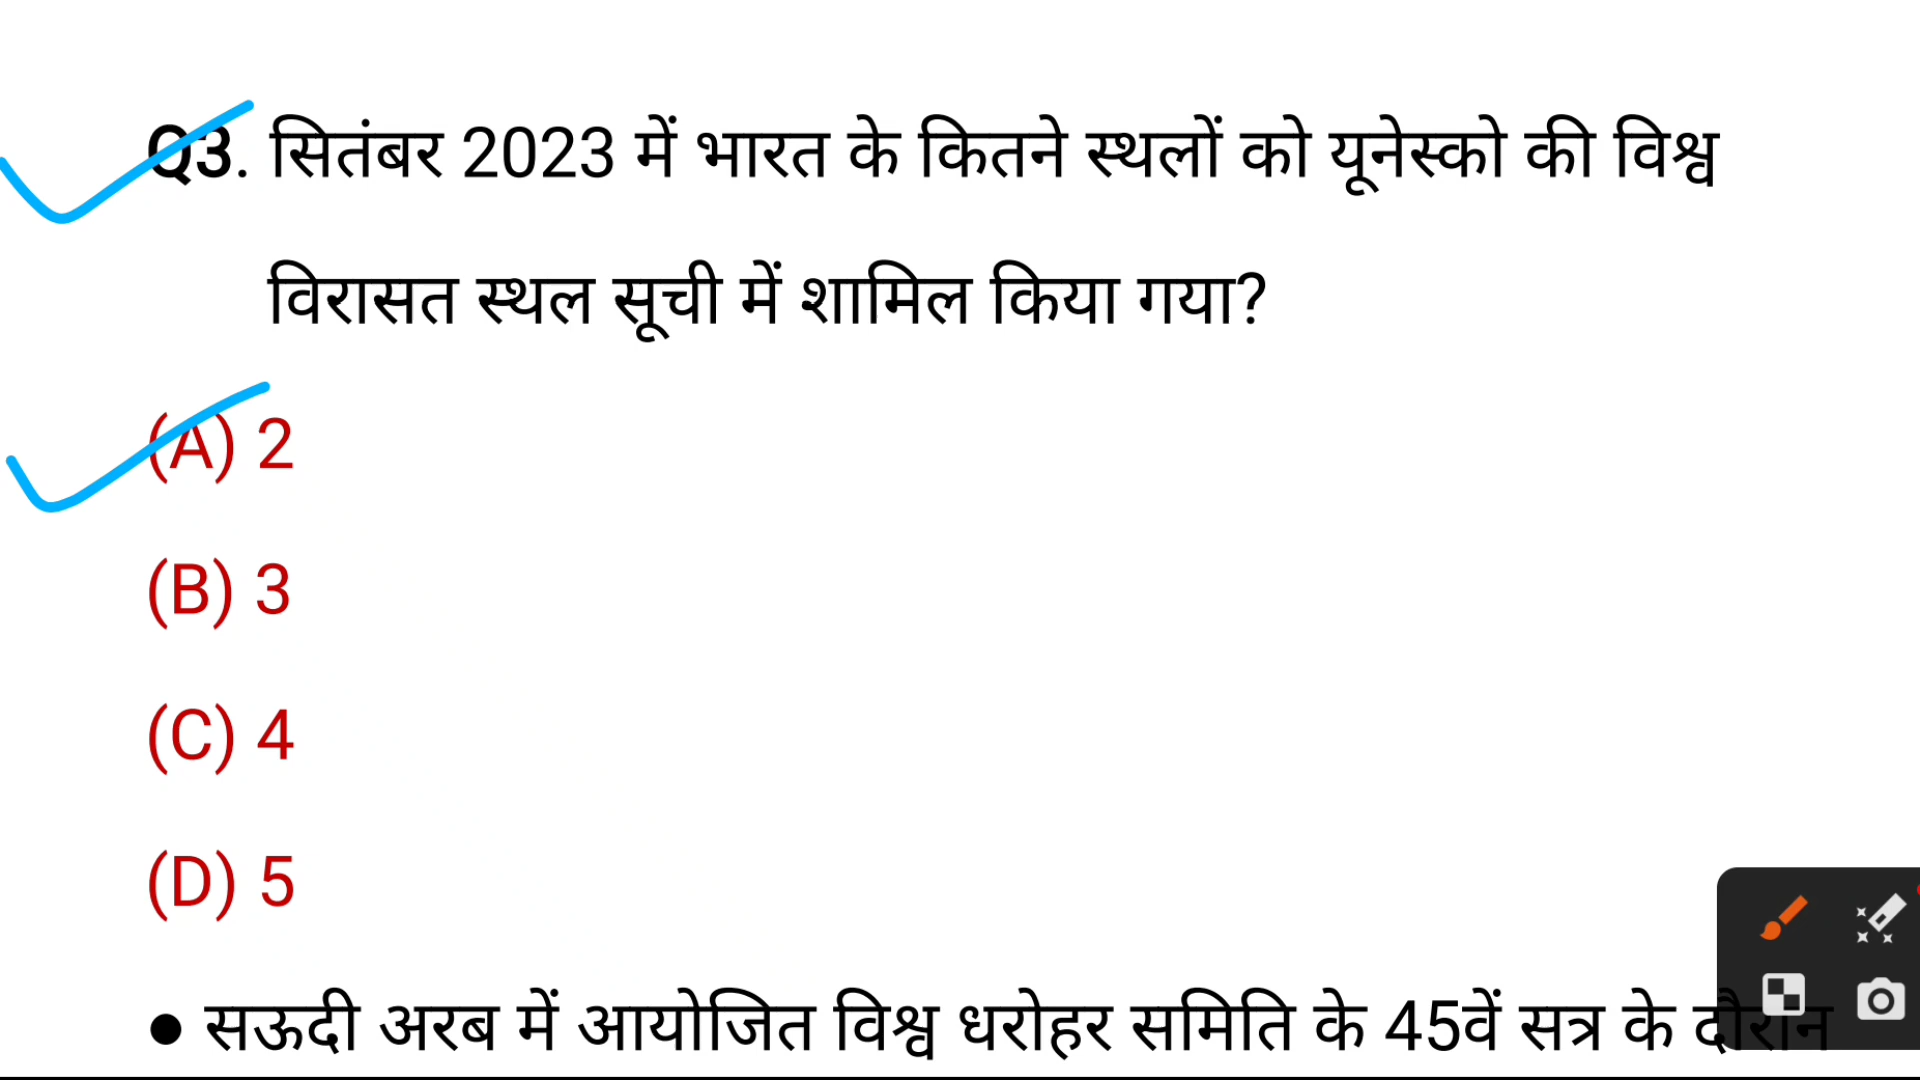 Q3. सितंबर 2023 में भारत के कितने स्थलों को यूनेस्को की विश्व
विरासत स्थल सूची में शामिल किया गया?
(A) 2
(B) 3
(C) 4
(D) 5
● सऊदी अरब में आयोजित विश्व धरोहर समिति के 45वें सत्र के दौरान